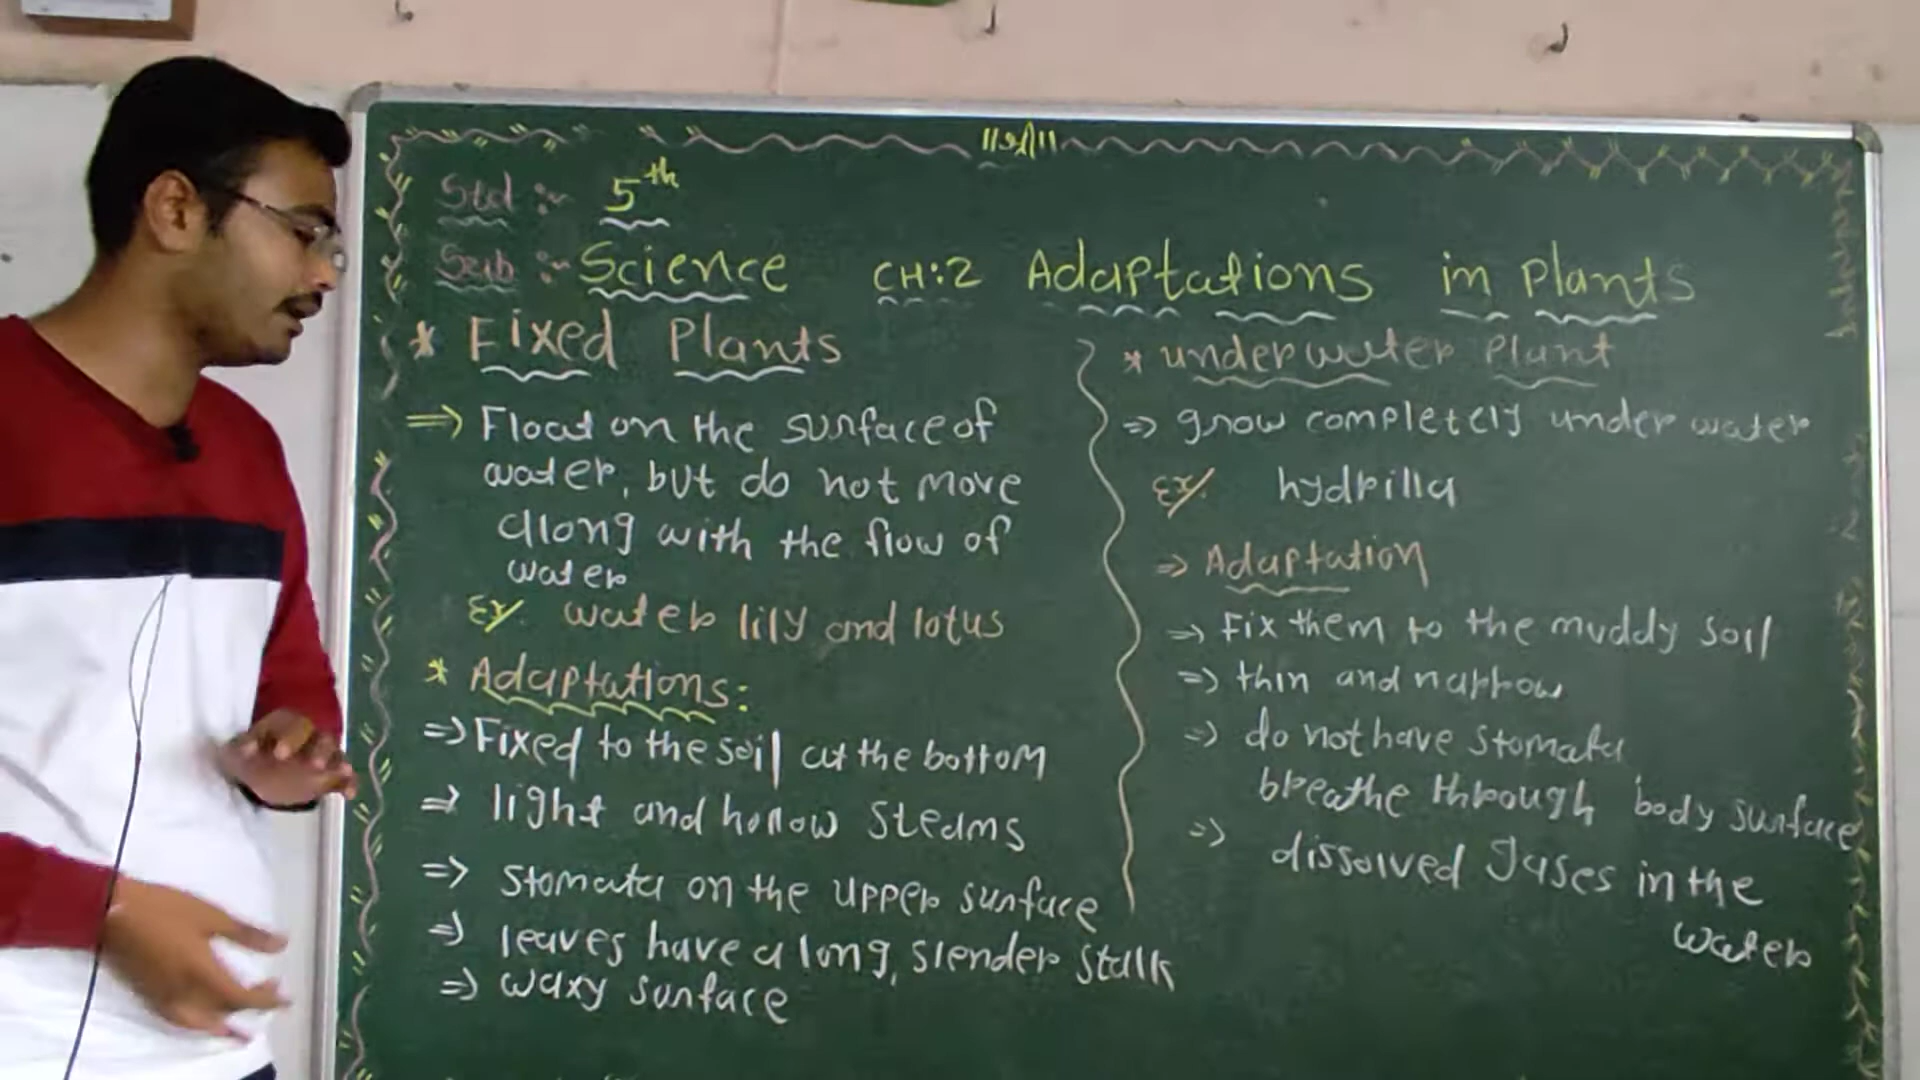 Std :- 5th
Sub :- Science CH:2 Adaptations in Plants
* Fixed Plants
⇒ Float on the surface of
water, but do not move
along with the flow of
water
Ex. water lily and lotus
* Adaptations:
⇒ Fixed to the soil at the bottom
⇒ light and hollow steams
⇒ Stomata on the upper surface
⇒ leaves have a long, slender stalk
⇒ waxy surface
* underwater Plant
⇒ grow completely under water
Ex. hydrilla
⇒ Adaptation
⇒ Fix them to the muddy soil
⇒ thin and narrow
⇒ do not have stomata
breathe through body surface
⇒ dissolved gases in the
water